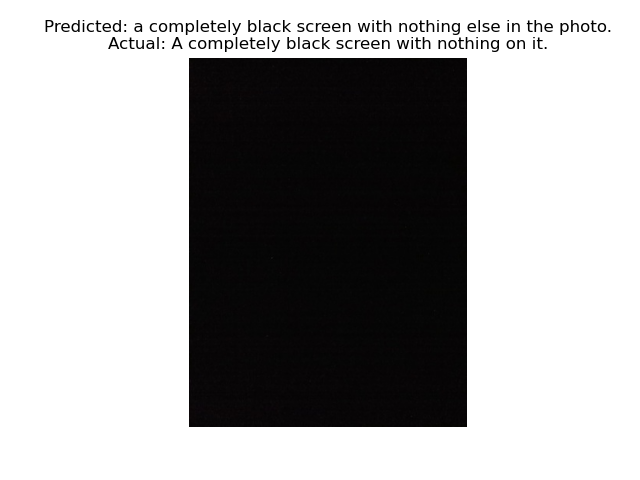 Predicted: a completely black screen with nothing else in the photo.
Actual: A completely black screen with nothing on it.